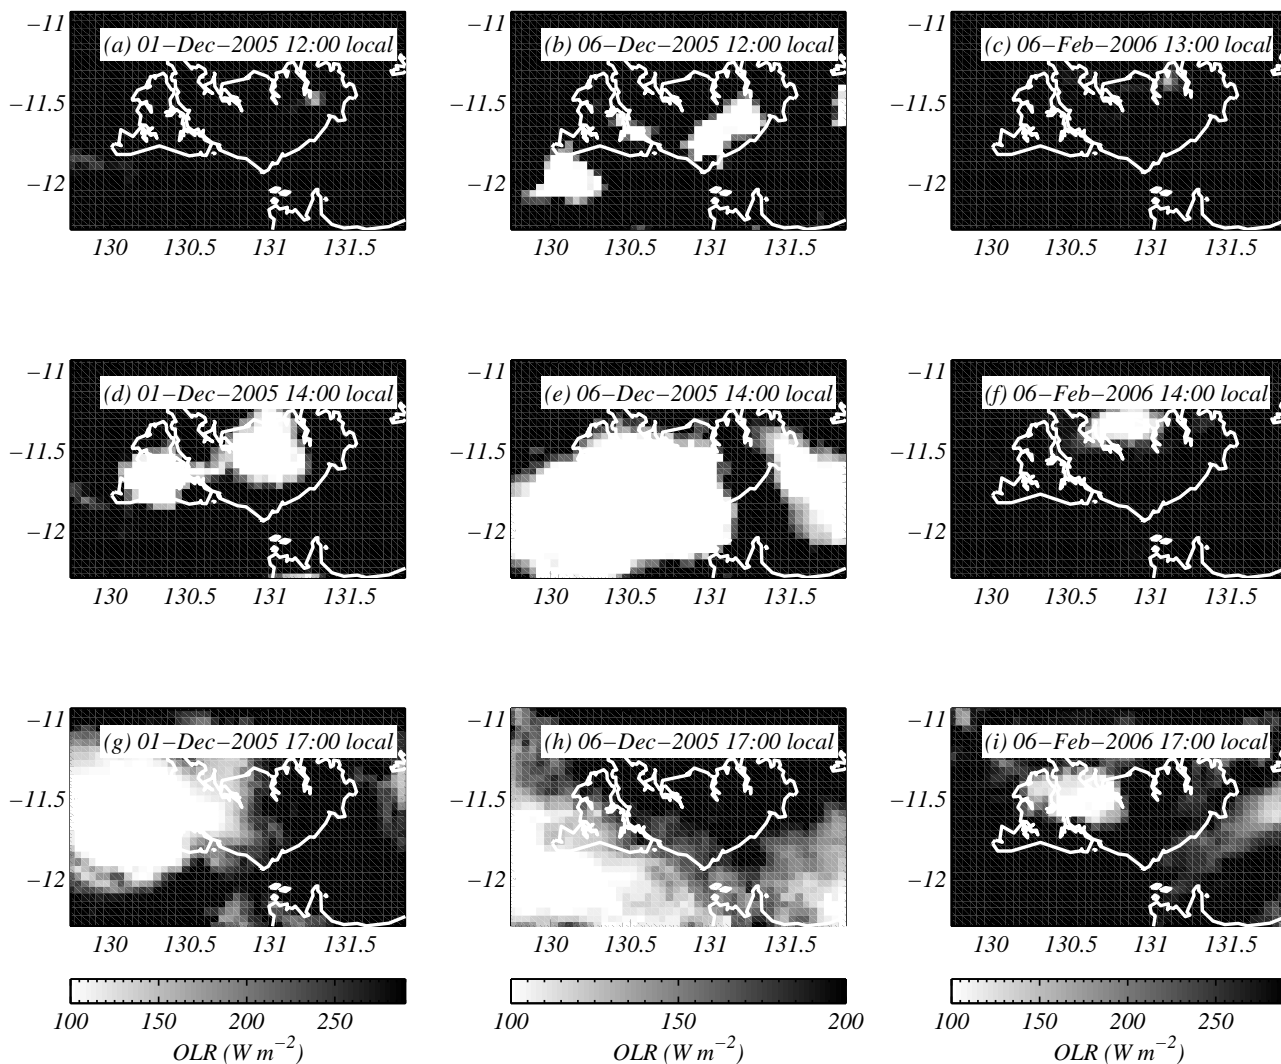 (a) 01−Dec−2005 12:00 local
(b) 06−Dec−2005 12:00 local
(c) 06−Feb−2006 13:00 local
−11
−11.5
−12
130 130.5 131 131.5
−11
−11.5
−12
130 130.5 131 131.5
−11
−11.5
−12
130 130.5 131 131.5
(d) 01−Dec−2005 14:00 local
(e) 06−Dec−2005 14:00 local
(f) 06−Feb−2006 14:00 local
−11
−11.5
−12
130 130.5 131 131.5
−11
−11.5
−12
130 130.5 131 131.5
−11
−11.5
−12
130 130.5 131 131.5
(g) 01−Dec−2005 17:00 local
(h) 06−Dec−2005 17:00 local
(i) 06−Feb−2006 17:00 local
−11
−11.5
−12
130 130.5 131 131.5
−11
−11.5
−12
130 130.5 131 131.5
−11
−11.5
−12
130 130.5 131 131.5
100 150 200 250
OLR (W m−2)
100 150 200
OLR (W m−2)
100 150 200 250
OLR (W m−2)